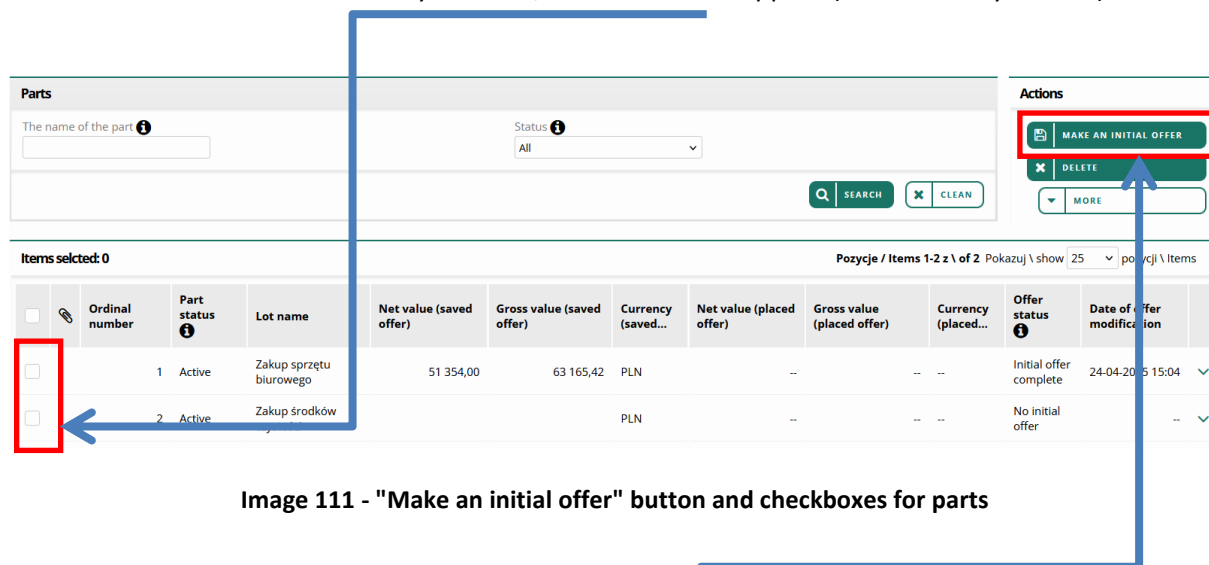 Parts
Actions
The name of the part
Status
All
MAKE AN INITIAL OFFER
DELETE
MORE
SEARCH
CLEAN
Items selcted: 0
Pozycje / Items 1-2 z \ of 2 Pokazuj \ show 25 pozycji \ Items
Ordinal number
Part status
Lot name
Net value (saved offer)
Gross value (saved offer)
Currency (saved...
Net value (placed offer)
Gross value (placed offer)
Currency (placed...
Offer status
Date of offer modification
1 Active Zakup sprzętu biurowego 51 354,00 63 165,42 PLN -- -- -- Initial offer complete 24-04-2025 15:04
2 Active Zakup środków PLN -- -- -- No initial offer --
Image 111 - "Make an initial offer" button and checkboxes for parts